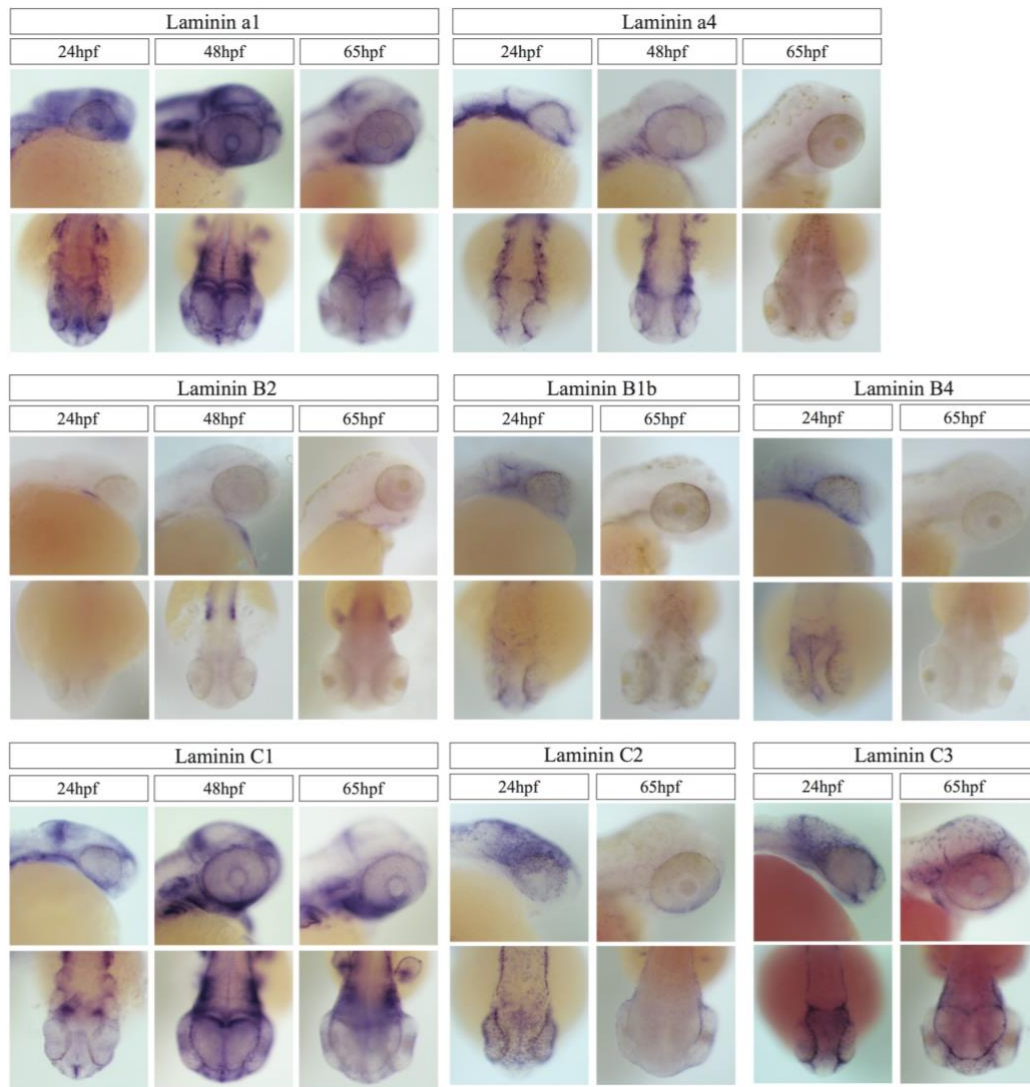 Laminin a1
24hpf
48hpf
65hpf
Laminin a4
24hpf
48hpf
65hpf
Laminin B2
24hpf
48hpf
65hpf
Laminin B1b
24hpf
65hpf
Laminin B4
24hpf
65hpf
Laminin C1
24hpf
48hpf
65hpf
Laminin C2
24hpf
65hpf
Laminin C3
24hpf
65hpf